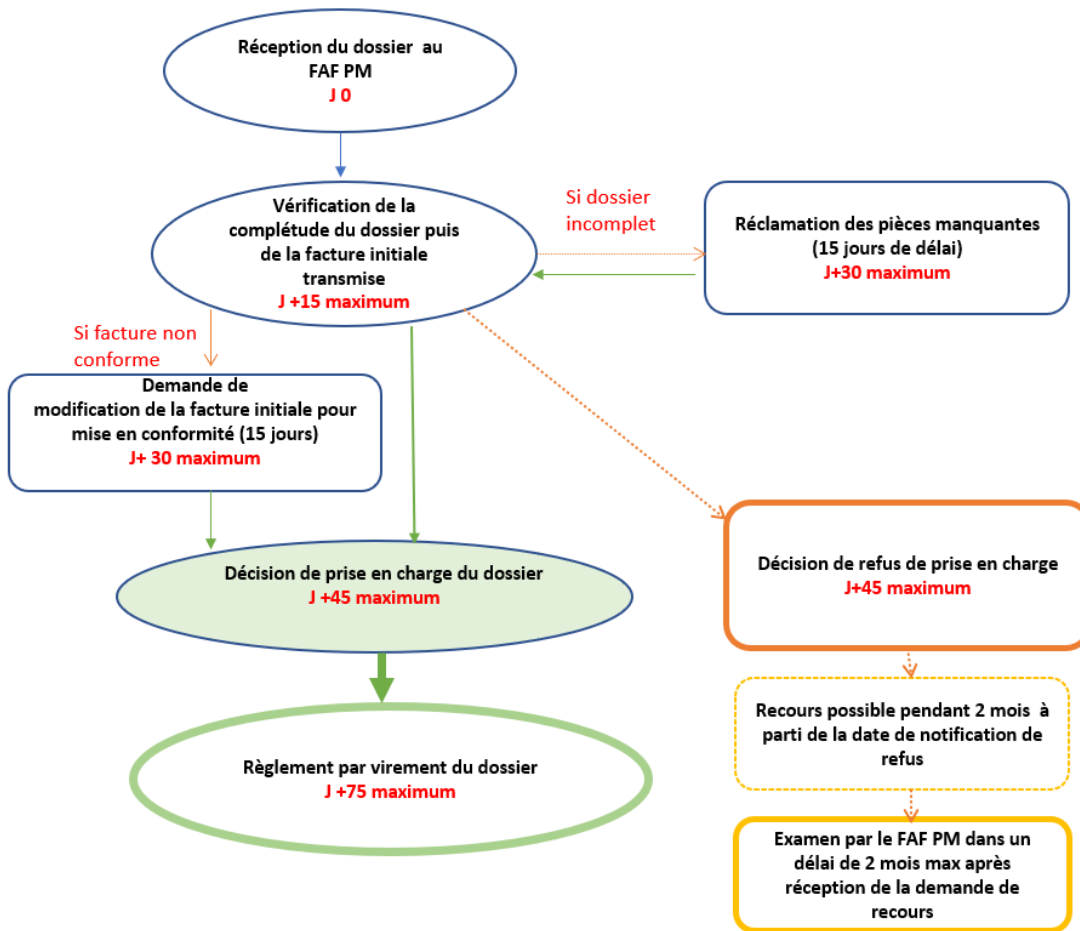 Réception du dossier au
FAF PM
J 0
Vérification de la
complétude du dossier puis
de la facture initiale
transmise
J +15 maximum
Si dossier
incomplet
Réclamation des pièces manquantes
(15 jours de délai)
J+30 maximum
Si facture non
conforme
Demande de
modification de la facture initiale pour
mise en conformité (15 jours)
J+ 30 maximum
Décision de prise en charge du dossier
J +45 maximum
Décision de refus de prise en charge
J+45 maximum
Règlement par virement du dossier
J +75 maximum
Recours possible pendant 2 mois à
parti de la date de notification de
refus
Examen par le FAF PM dans un
délai de 2 mois max après
réception de la demande de
recours